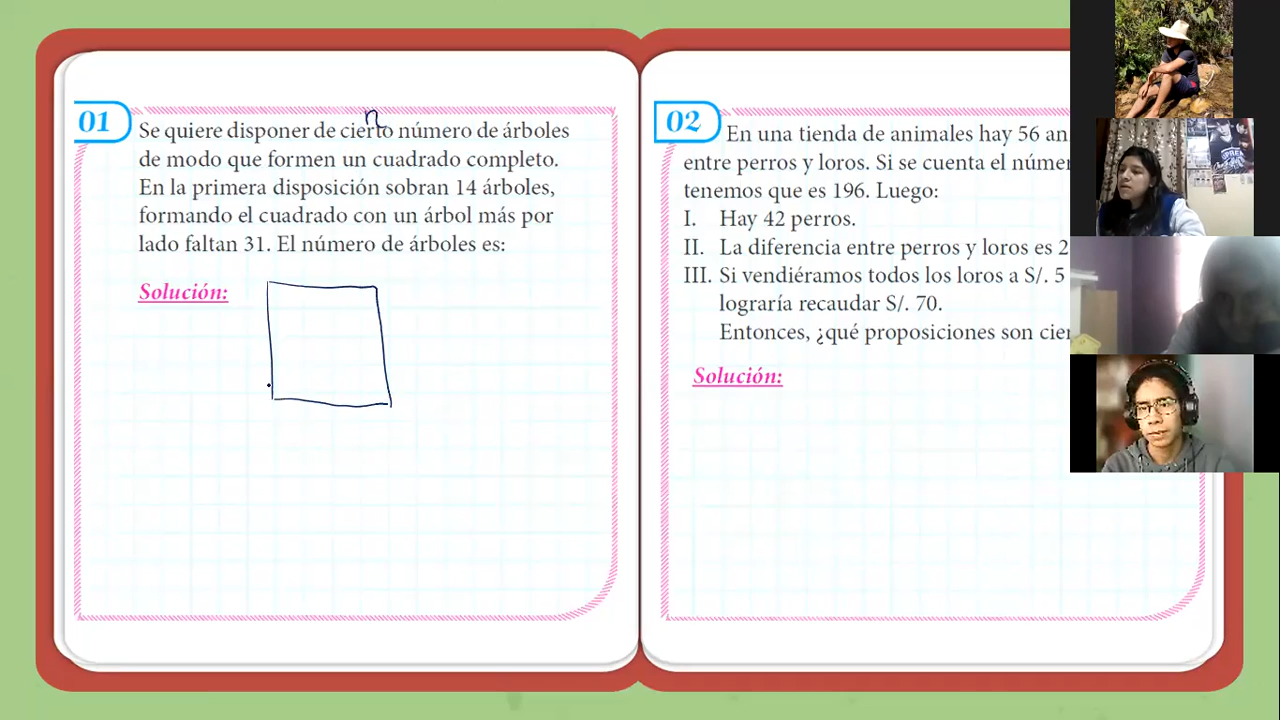 01
n
Se quiere disponer de cierto número de árboles
de modo que formen un cuadrado completo.
En la primera disposición sobran 14 árboles,
formando el cuadrado con un árbol más por
lado faltan 31. El número de árboles es:
Solución:
02
En una tienda de animales hay 56 an
entre perros y loros. Si se cuenta el númer
tenemos que es 196. Luego:
I. Hay 42 perros.
II. La diferencia entre perros y loros es 2
III. Si vendiéramos todos los loros a S/. 5
lograría recaudar S/. 70.
Entonces, ¿qué proposiciones son cier
Solución: